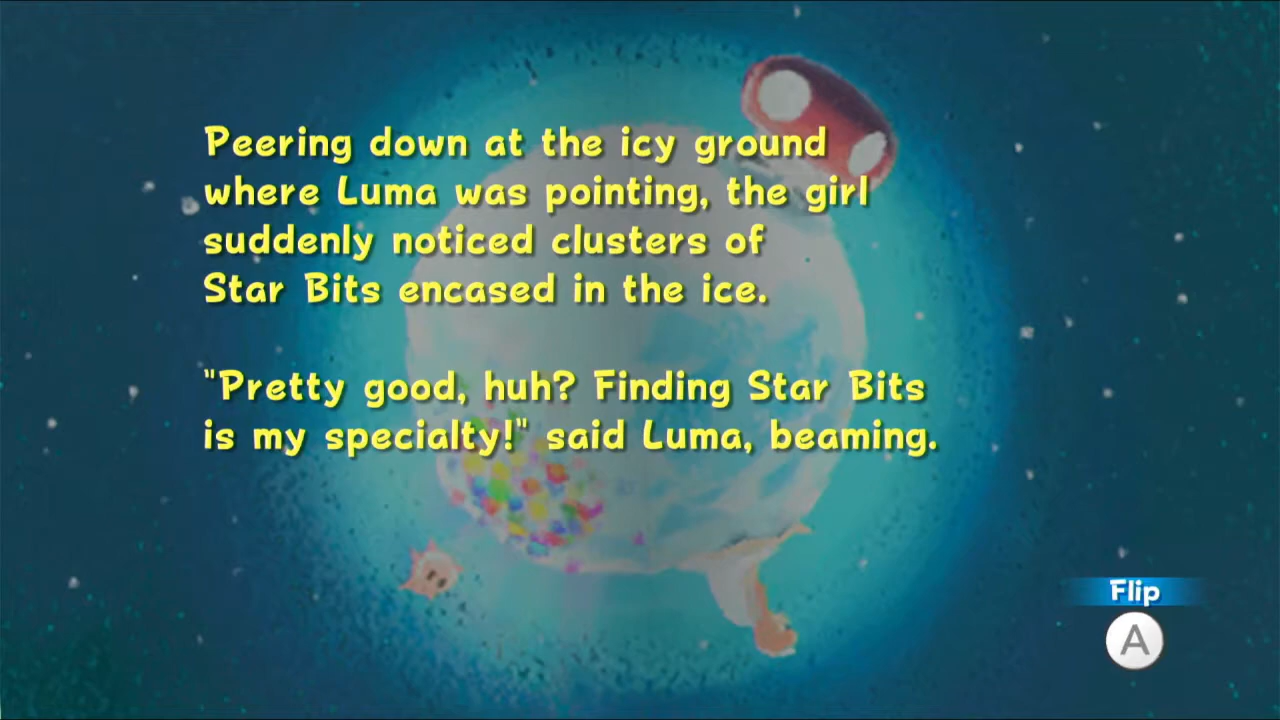 Peering down at the icy ground
where Luma was pointing, the girl
suddenly noticed clusters of
Star Bits encased in the ice.
"Pretty good, huh? Finding Star Bits
is my specialty!" said Luma, beaming.
Flip
A